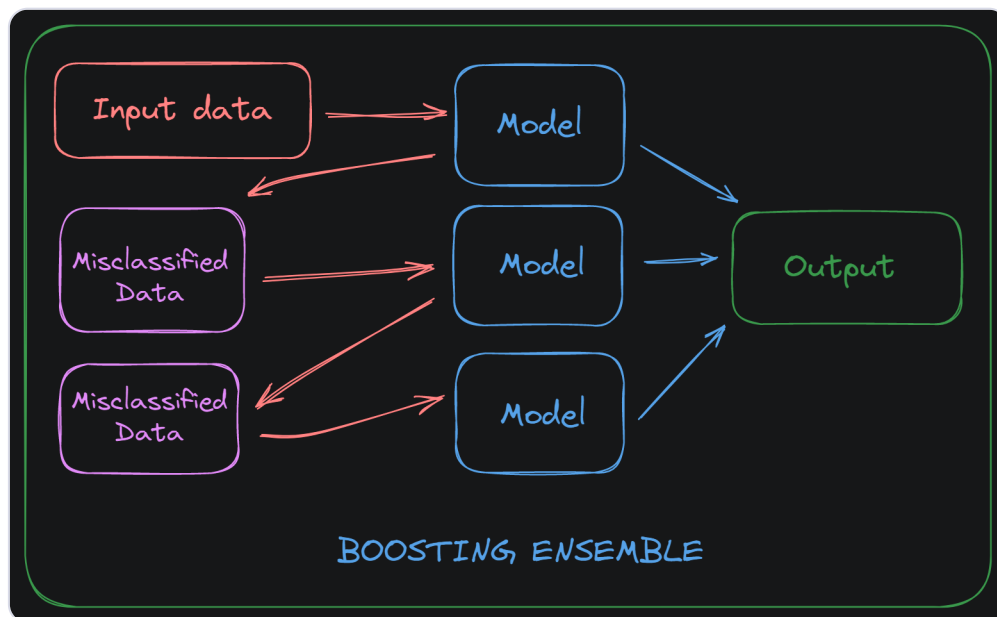 Input data
Model
Misclassified
Data
Model
Output
Misclassified
Data
Model
BOOSTING ENSEMBLE